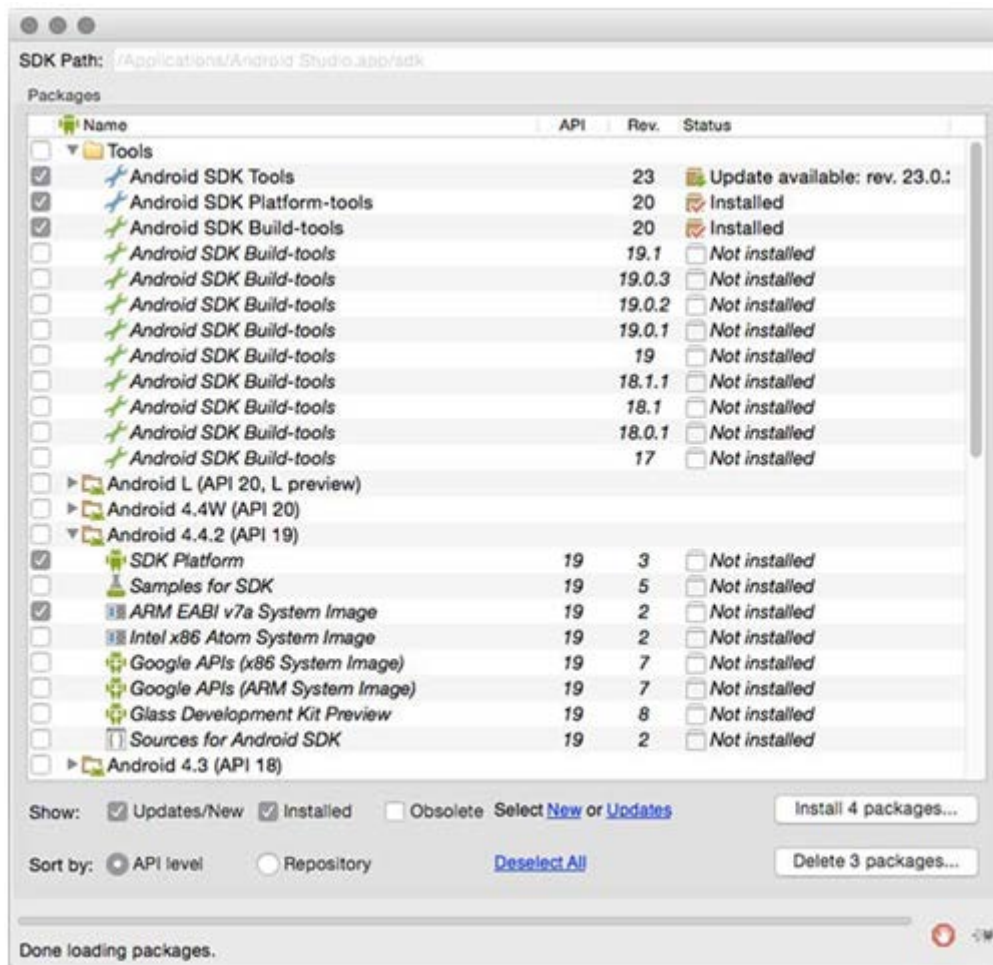 SDK Path: /Applications/Android Studio.app/sdk
Packages
Name API Rev. Status
Tools
Android SDK Tools 23 Update available: rev. 23.0.
Android SDK Platform-tools 20 Installed
Android SDK Build-tools 20 Installed
Android SDK Build-tools 19.1 Not installed
Android SDK Build-tools 19.0.3 Not installed
Android SDK Build-tools 19.0.2 Not installed
Android SDK Build-tools 19.0.1 Not installed
Android SDK Build-tools 19 Not installed
Android SDK Build-tools 18.1.1 Not installed
Android SDK Build-tools 18.1 Not installed
Android SDK Build-tools 18.0.1 Not installed
Android SDK Build-tools 17 Not installed
Android L (API 20, L preview)
Android 4.4W (API 20)
Android 4.4.2 (API 19)
SDK Platform 19 3 Not installed
Samples for SDK 19 5 Not installed
ARM EABI v7a System Image 19 2 Not installed
Intel x86 Atom System Image 19 2 Not installed
Google APIs (x86 System Image) 19 7 Not installed
Google APIs (ARM System Image) 19 7 Not installed
Glass Development Kit Preview 19 8 Not installed
Sources for Android SDK 19 2 Not installed
Android 4.3 (API 18)
Show: Updates/New Installed Obsolete Select New or Updates Install 4 packages...
Sort by: API level Repository Deselect All Delete 3 packages...
Done loading packages.